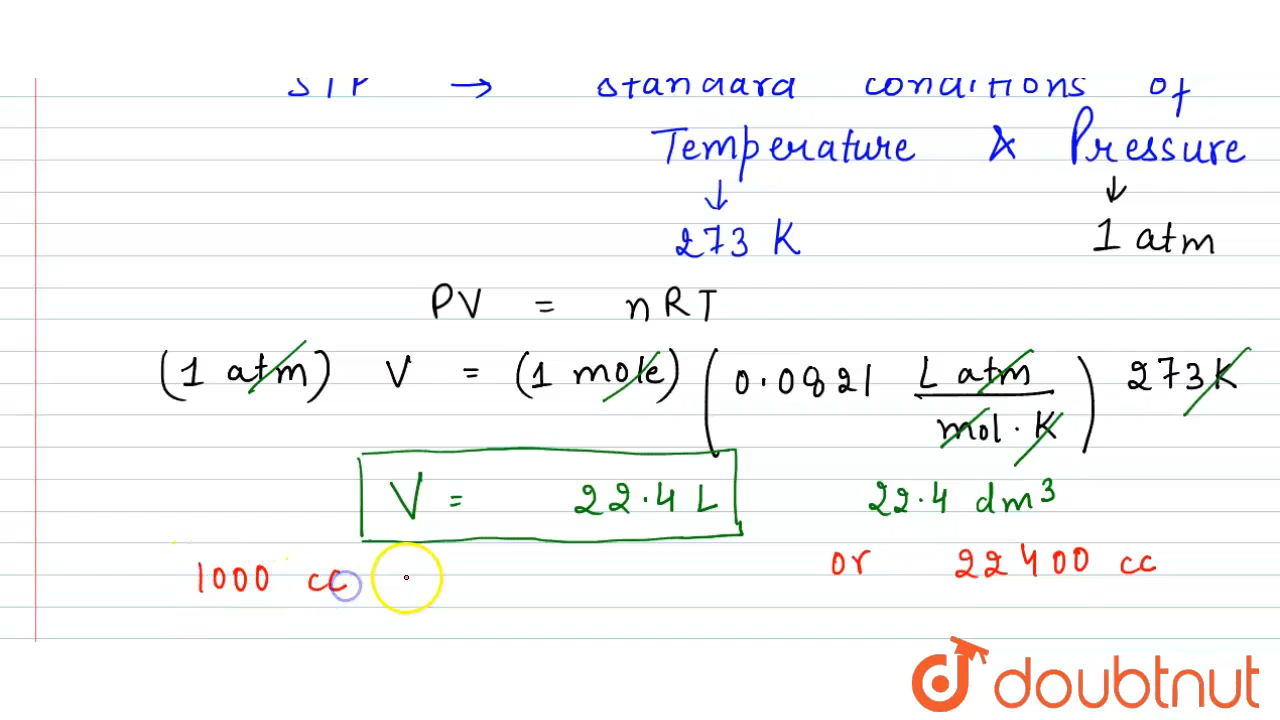 STP → standard conditions of
Temperature & Pressure
↓ ↓
273 K 1 atm
PV = nRT
(1 atm) V = (1 mole) (0.0821 L atm / mol · K) 273 K
V = 22.4 L 22.4 dm³
or 22400 cc
1000 cc
doubtnut